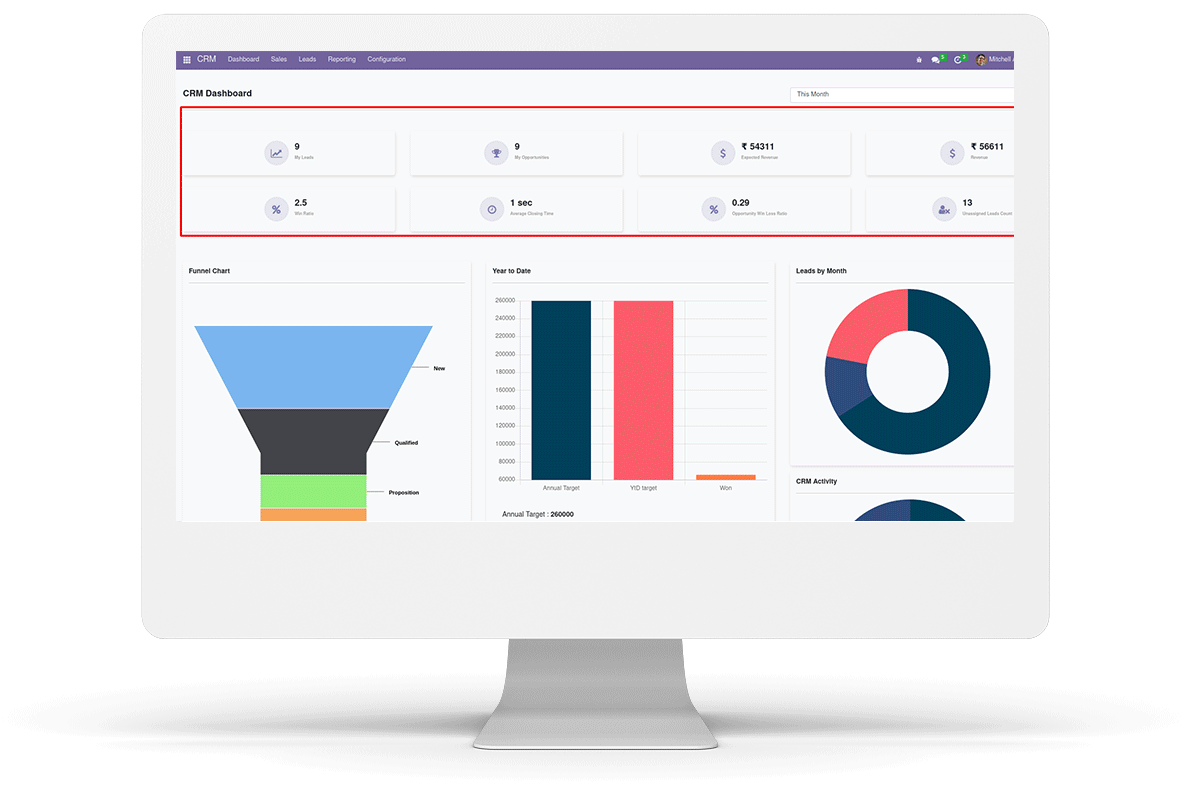 CRM Dashboard Sales Leads Reporting Configuration 5 3 Mitchell
CRM Dashboard
This Month
9
My Leads
9
My Opportunities
₹ 54311
Expected Revenue
₹ 56611
Revenue
2.5
Win Ratio
1 sec
Average Closing Time
0.29
Opportunity Win Loss Ratio
13
Unassigned Leads Count
Funnel Chart
New
Qualified
Proposition
Year to Date
260000
240000
220000
200000
180000
160000
140000
120000
100000
80000
60000
Annual Target YtD target Won
Annual Target : 260000
Leads by Month
CRM Activity